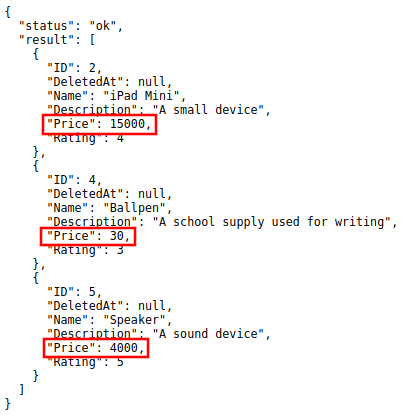 {
  "status": "ok",
  "result": [
    {
      "ID": 2,
      "DeletedAt": null,
      "Name": "iPad Mini",
      "Description": "A small device",
      "Price": 15000,
      "Rating": 4
    },
    {
      "ID": 4,
      "DeletedAt": null,
      "Name": "Ballpen",
      "Description": "A school supply used for writing",
      "Price": 30,
      "Rating": 3
    },
    {
      "ID": 5,
      "DeletedAt": null,
      "Name": "Speaker",
      "Description": "A sound device",
      "Price": 4000,
      "Rating": 5
    }
  ]
}